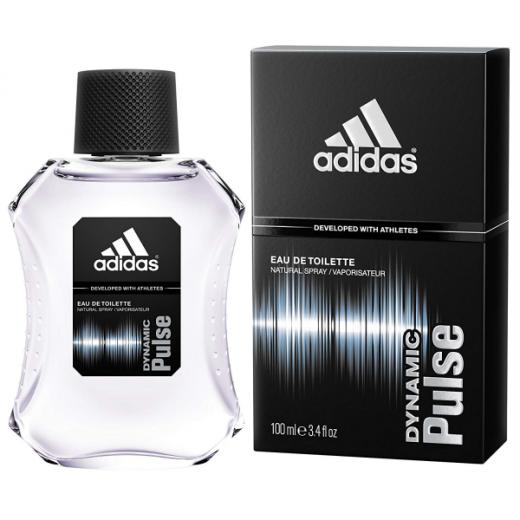 adidas
DEVELOPED WITH ATHLETES
EAU DE TOILETTE
NATURAL SPRAY / VAPORISATEUR
DYNAMIC
Pulse
adidas
DEVELOPED WITH ATHLETES
EAU DE TOILETTE
NATURAL SPRAY / VAPORISATEUR
DYNAMIC
Pulse
100 ml e 3.4 fl oz